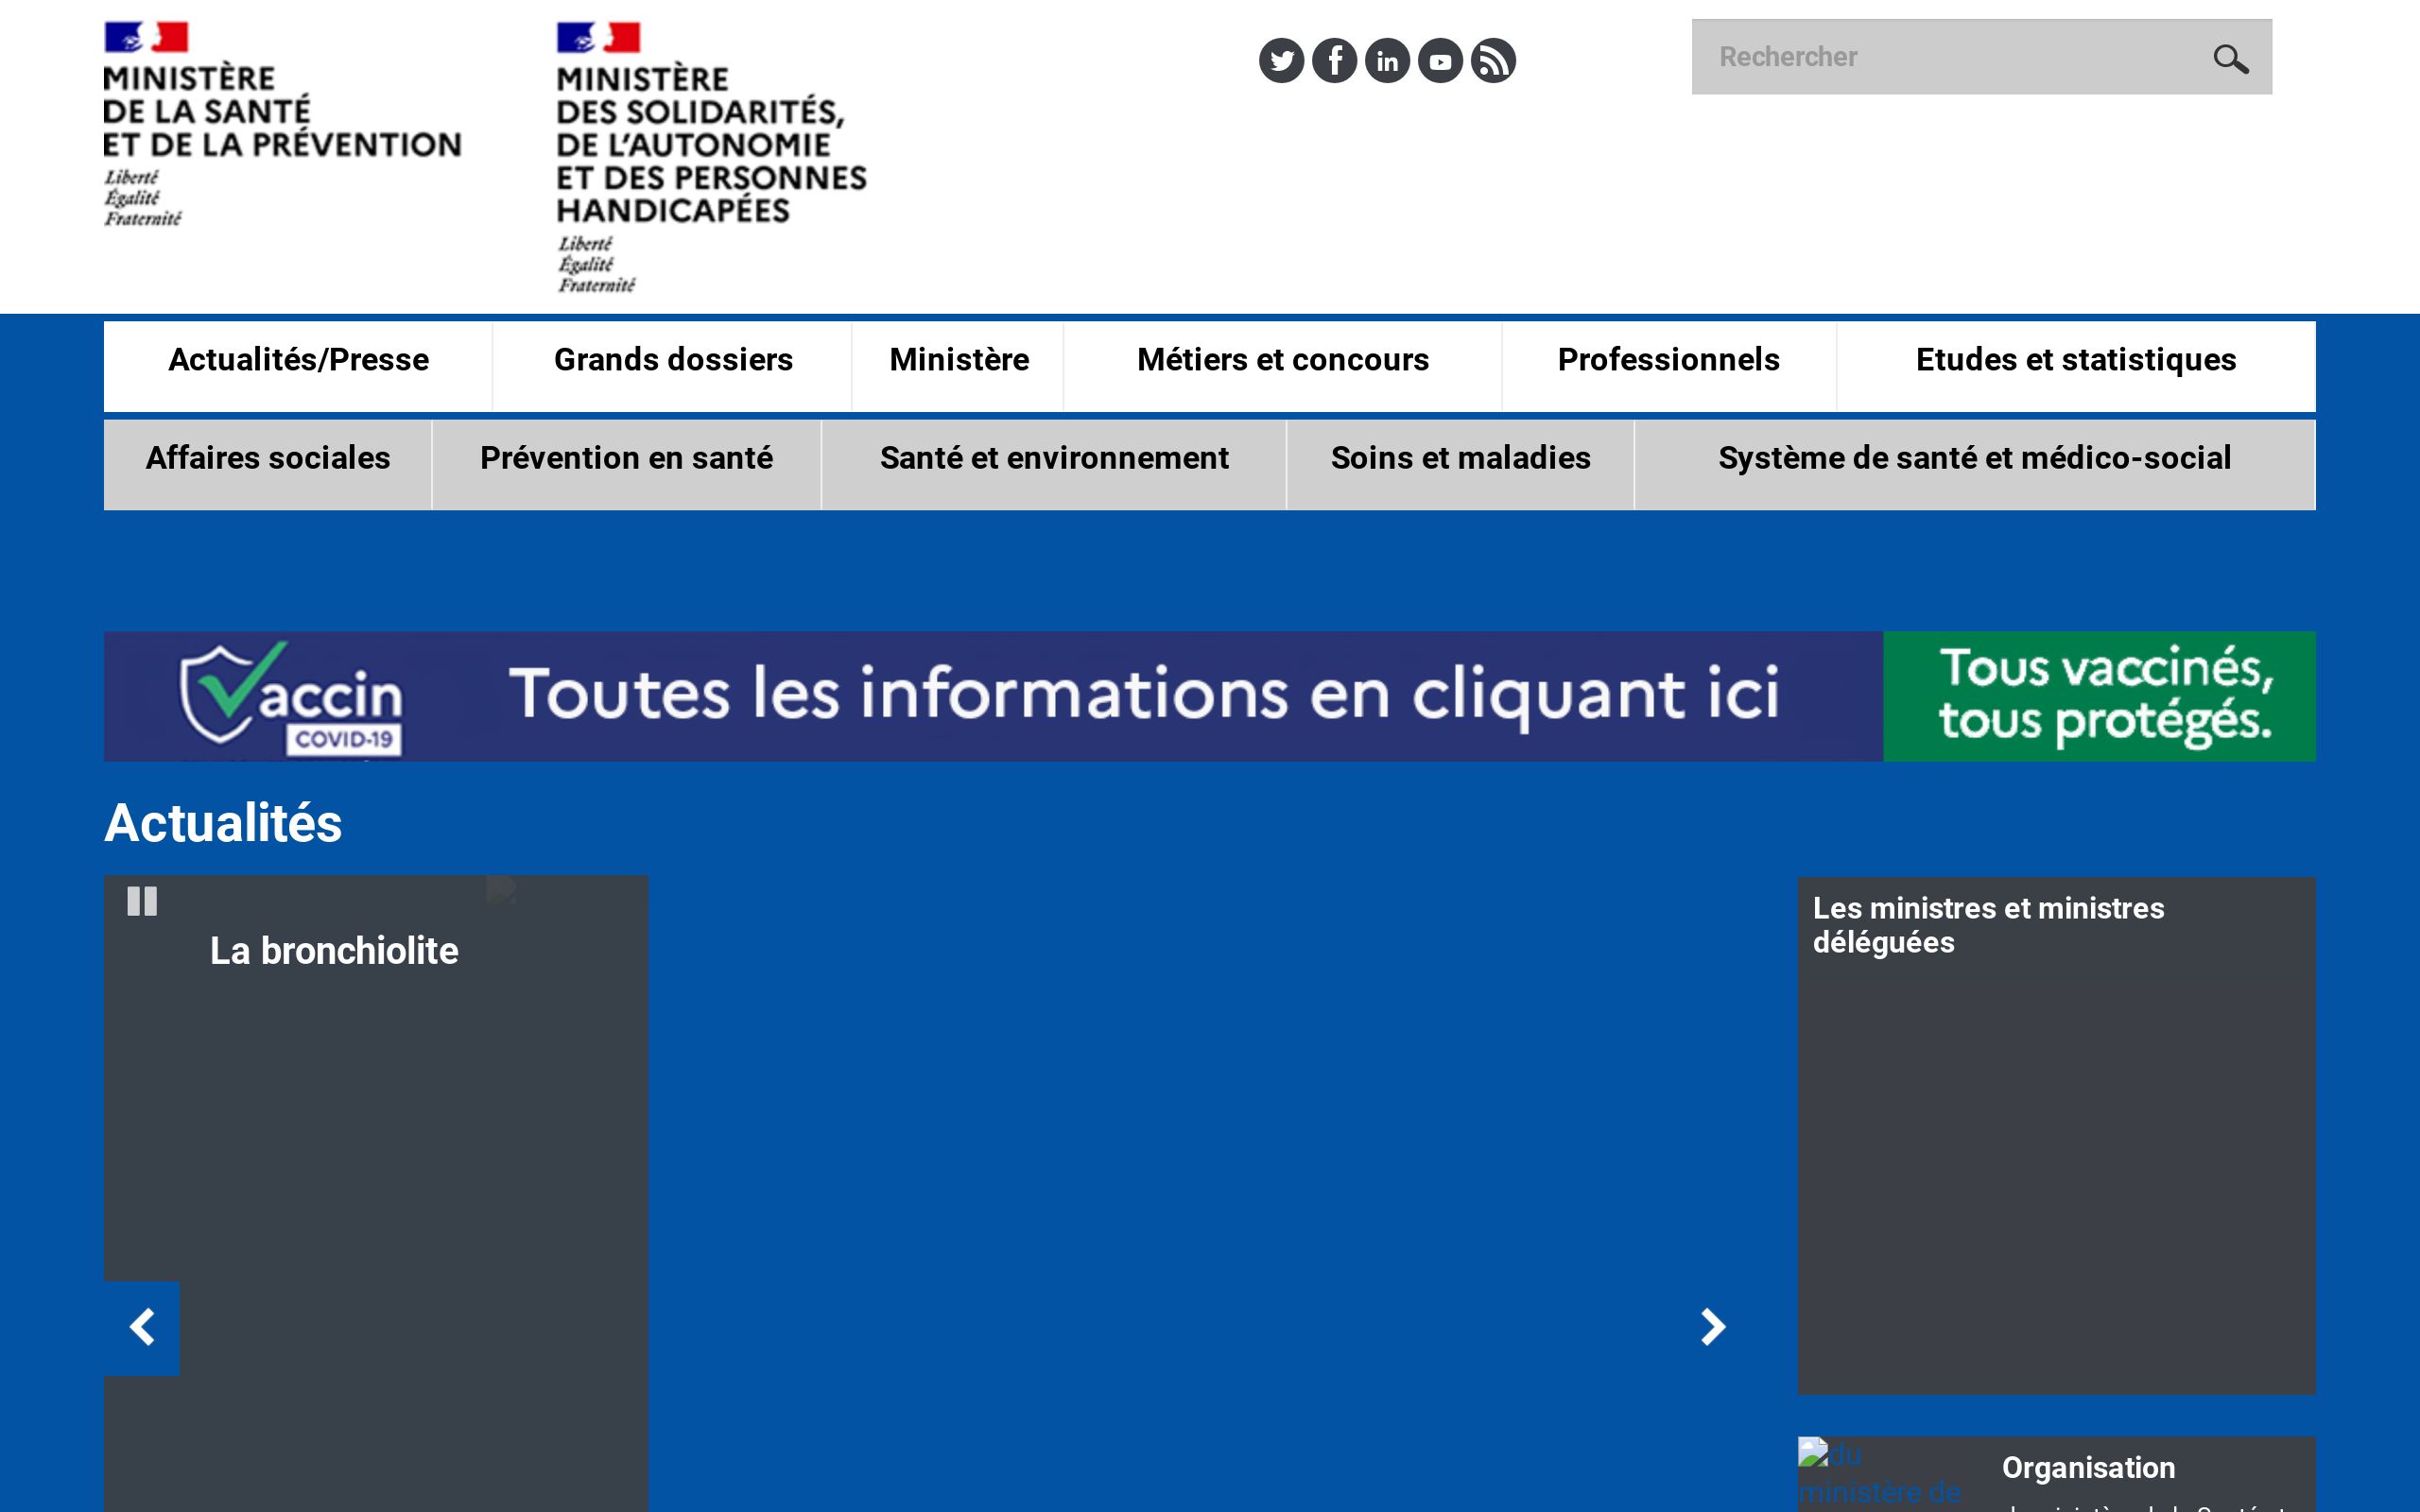 MINISTÈRE
DE LA SANTÉ
ET DE LA PRÉVENTION
Liberté
Égalité
Fraternité
MINISTÈRE
DES SOLIDARITÉS,
DE L'AUTONOMIE
ET DES PERSONNES
HANDICAPÉES
Liberté
Égalité
Fraternité
Rechercher
Actualités/Presse
Grands dossiers
Ministère
Métiers et concours
Professionnels
Etudes et statistiques
Affaires sociales
Prévention en santé
Santé et environnement
Soins et maladies
Système de santé et médico-social
Vaccin
COVID-19
Toutes les informations en cliquant ici
Tous vaccinés,
tous protégés.
Actualités
La bronchiolite
Les ministres et ministres
déléguées
du
ministère de
Organisation